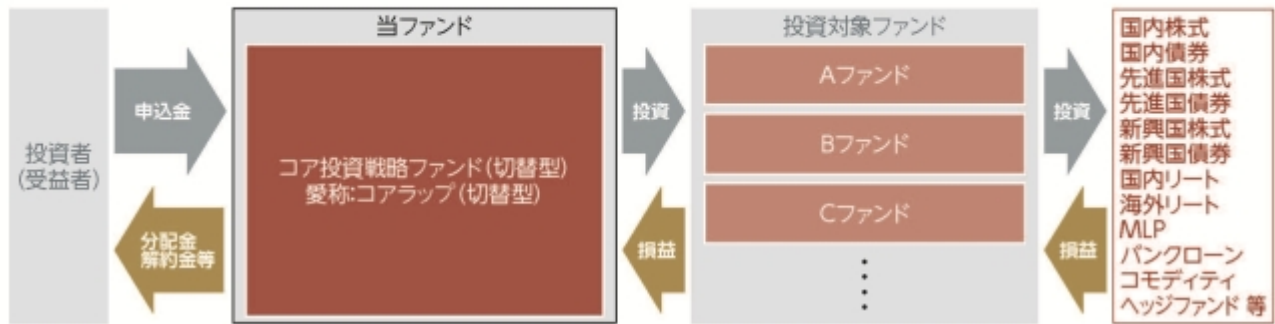 投資者
(受益者)
申込金
分配金
解約金等
当ファンド
コア投資戦略ファンド(切替型)
愛称:コアラップ(切替型)
投資
損益
投資対象ファンド
Aファンド
Bファンド
Cファンド
投資
損益
国内株式
国内債券
先進国株式
先進国債券
新興国株式
新興国債券
国内リート
海外リート
MLP
バンクローン
コモディティ
ヘッジファンド 等